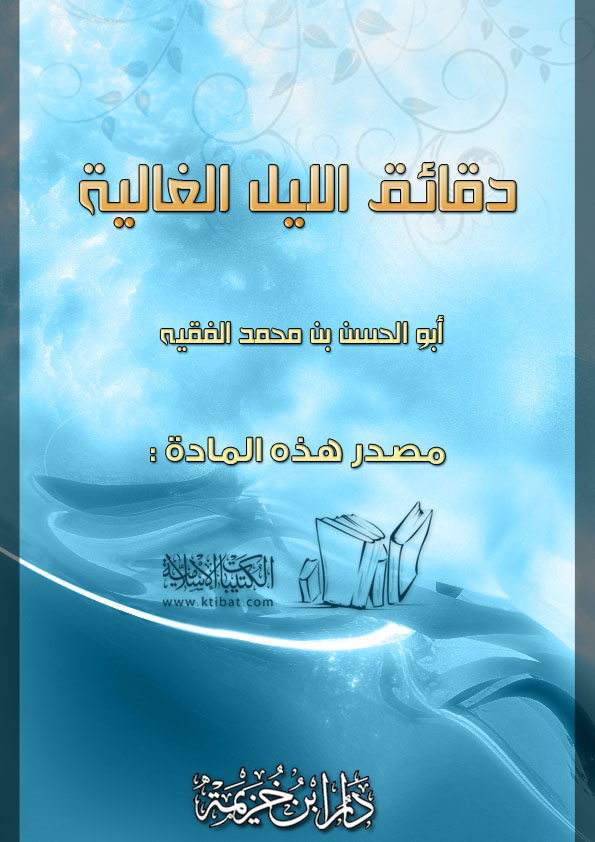 دقائق الليل الغالية
أبو الحسن بن محمد الفقيه
مصدر هذه المادة :
الكتيبات الإسلامية
www.ktibat.com
دار ابن خزيمة